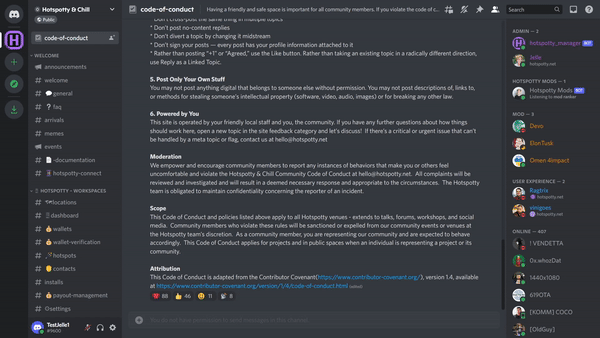 Hotspotty & Chill
Public
code-of-conduct
WELCOME
announcements
welcome
general
faq
arrivals
memes
events
-documentation
hotspotty-connect
HOTSPOTTY - WORKSPACES
locations
dashboard
wallets
wallet-verification
hotspots
contacts
installs
payout-management
settings
TestJelle1
#9600
code-of-conduct
Having a friendly and safe space is important for all community members. If you violate the code of c...
Search
* Don't cross-post the same thing in multiple topics
* Don't post no-content replies
* Don't divert a topic by changing it midstream
* Don't sign your posts — every post has your profile information attached to it
* Rather than posting "+1" or "Agreed," use the Like button. Rather than taking an existing topic in a radically different direction,
use Reply as a Linked Topic.
5. Post Only Your Own Stuff
You may not post anything digital that belongs to someone else without permission. You may not post descriptions of, links to,
or methods for stealing someone's intellectual property (software, video, audio, images) or for breaking any other law.
6. Powered by You
This site is operated by your friendly local staff and you, the community. If you have any further questions about how
things should work here, open a new topic in the site feedback category and let's discuss! If there's a critical or urgent issue that can't
be handled by a meta topic or flag, contact us at hello@hotspotty.net
Moderation
We empower and encourage community members to report any instances of behaviors that make you or others feel
uncomfortable and violate the Hotspotty & Chill Community Code of Conduct at hello@hotspotty.net. All complaints will be
reviewed and investigated and will result in a deemed necessary response and appropriate to the circumstances. The Hotspotty
team is obligated to maintain confidentiality concerning the reporter of an incident.
Scope
This Code of Conduct and policies listed above apply to all Hotspotty venues - extends to talks, forums, workshops, and social
media. Community members who violate these rules will be sanctioned or expelled from our community events or venues at
the Hotspotty team's discretion. As a community member, you are representing our community and are expected to behave
accordingly. This Code of Conduct applies for projects and in public spaces when an individual is representing a project or its
community.
Attribution
This Code of Conduct is adapted from the Contributor Covenant(https://www.contributor-covenant.org/), version 1.4, available
at https://www.contributor-covenant.org/version/1/4/code-of-conduct.html (edited)
88 46 11 8
ADMIN — 2
hotspotty_manager BOT
Jelle
hotspotty.net
HOTSPOTTY MODS — 1
Hotspotty Mods BOT
MOD — 3
Devo
ElonTusk
Omen 4impact
USER EXPERIENCE — 2
Ragtrix
hotspotty.net
vinigoes
hotspotty.net
ONLINE — 407
! VENDETTA
0x.whozDat
1440x1080
619OTA
[XOMM] COCO
[OldGuy]